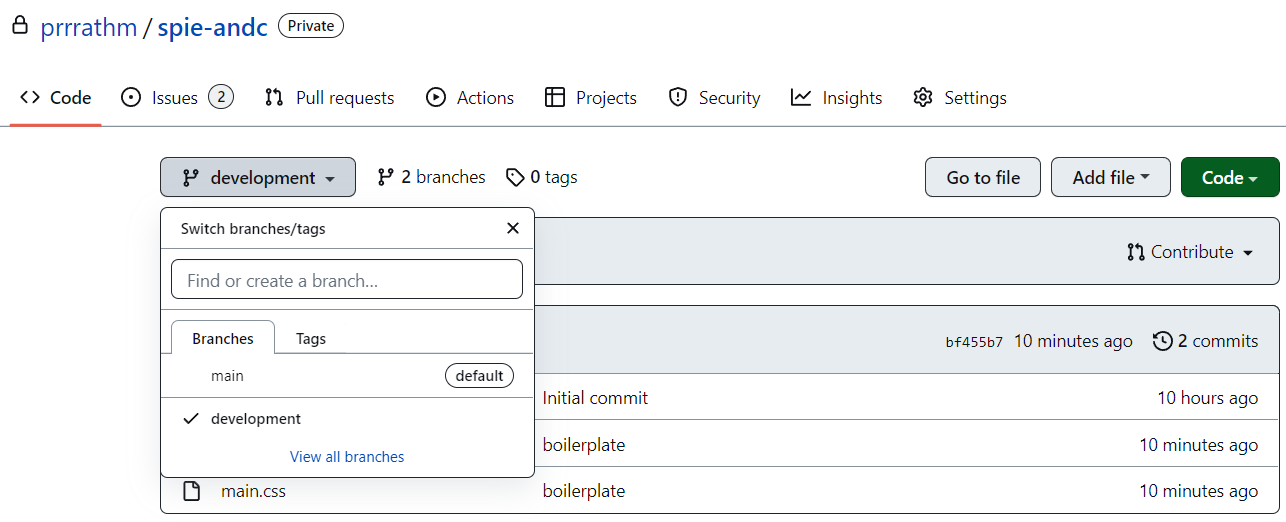 prrrathm / spie-andc Private
Code Issues 2 Pull requests Actions Projects Security Insights Settings
development 2 branches 0 tags Go to file Add file Code
Switch branches/tags
Contribute
Find or create a branch...
Branches Tags
bf455b7 10 minutes ago 2 commits
main default
Initial commit 10 hours ago
development
boilerplate 10 minutes ago
View all branches
main.css boilerplate 10 minutes ago